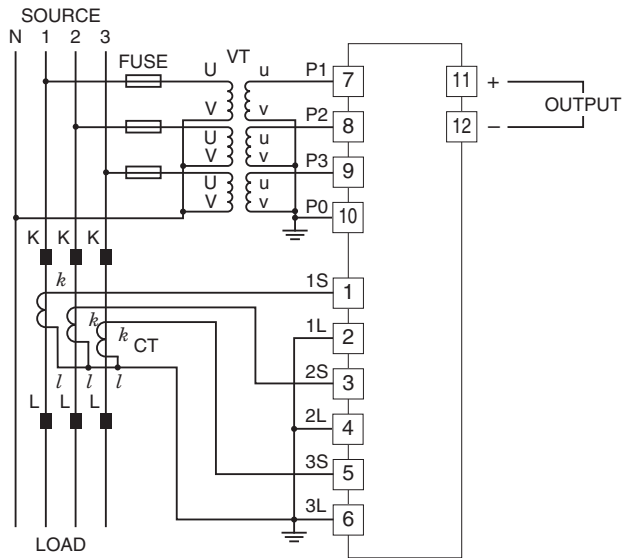 SOURCE
N 1 2 3
FUSE
VT
U u P1 7
V v
U u P2 8
V v
U u P3 9
V v
P0 10
11 +
OUTPUT
12 −
K K K
k
k
k
CT
l l l
L L L
1S 1
1L 2
2S 3
2L 4
3S 5
3L 6
LOAD